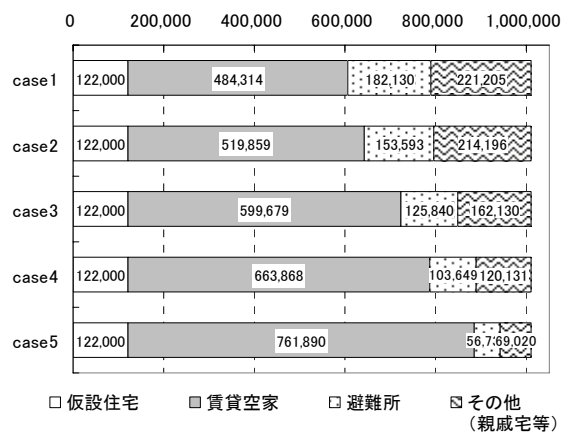 0 200,000 400,000 600,000 800,000 1,000,000
case1 122,000 484,314 182,130 221,205
case2 122,000 519,859 153,593 214,196
case3 122,000 599,679 125,840 162,130
case4 122,000 663,868 103,649 120,131
case5 122,000 761,890 56,7 69,020
仮設住宅 賃貸空家 避難所 その他
(親戚宅等)